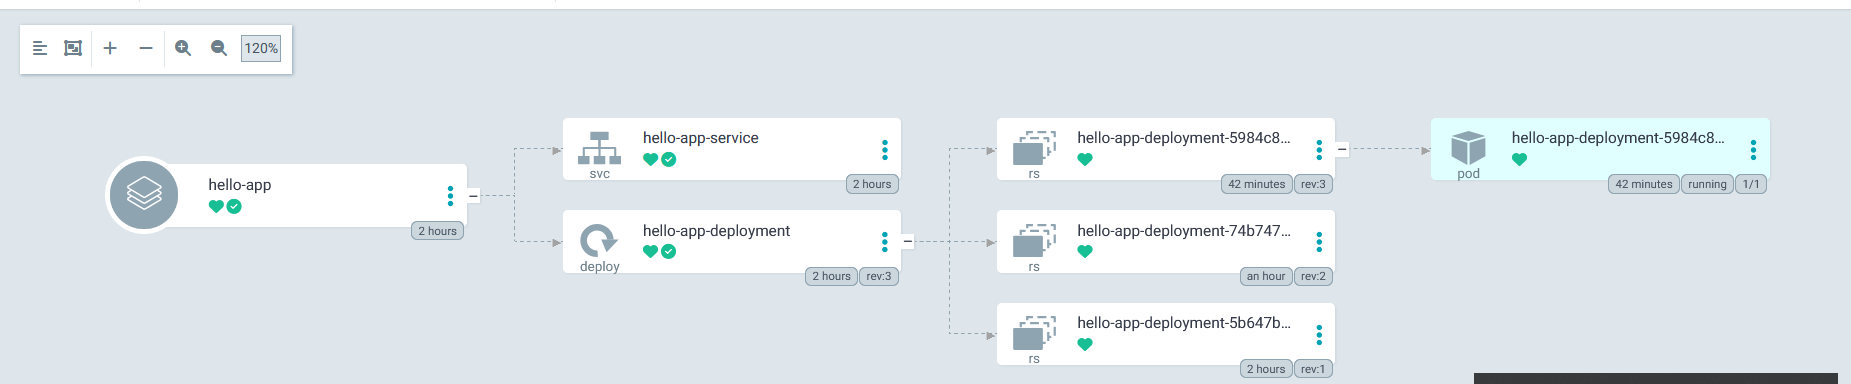 120%
hello-app
2 hours
hello-app-service
svc
2 hours
hello-app-deployment
deploy
2 hours rev:3
hello-app-deployment-5984c8...
rs
42 minutes rev:3
hello-app-deployment-74b747...
rs
an hour rev:2
hello-app-deployment-5b647b...
rs
2 hours rev:1
hello-app-deployment-5984c8...
pod
42 minutes running 1/1